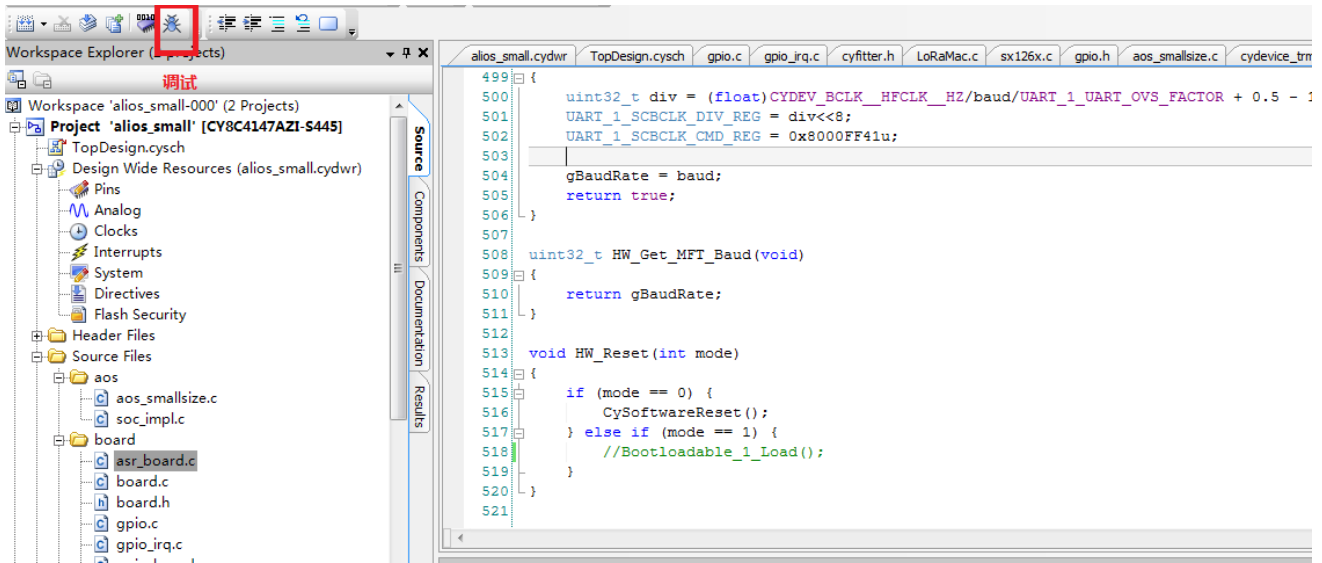 Workspace Explorer (2 projects)
调试
Workspace 'alios_small-000' (2 Projects)
Project 'alios_small' [CY8C4147AZI-S445]
TopDesign.cysch
Design Wide Resources (alios_small.cydwr)
Pins
Analog
Clocks
Interrupts
System
Directives
Flash Security
Header Files
Source Files
aos
aos_smallsize.c
soc_impl.c
board
asr_board.c
board.c
board.h
gpio.c
gpio_irq.c
Source
Components
Documentation
Results
alios_small.cydwr TopDesign.cysch gpio.c gpio_irq.c cyfitter.h LoRaMac.c sx126x.c gpio.h aos_smallsize.c cydevice_trm
499 {
500 uint32_t div = (float)CYDEV_BCLK__HFCLK__HZ/baud/UART_1_UART_OVS_FACTOR + 0.5 - 1
501 UART_1_SCBCLK_DIV_REG = div<<8;
502 UART_1_SCBCLK_CMD_REG = 0x8000FF41u;
503
504 gBaudRate = baud;
505 return true;
506 }
507
508 uint32_t HW_Get_MFT_Baud(void)
509 {
510 return gBaudRate;
511 }
512
513 void HW_Reset(int mode)
514 {
515 if (mode == 0) {
516 CySoftwareReset();
517 } else if (mode == 1) {
518 //Bootloadable_1_Load();
519 }
520 }
521